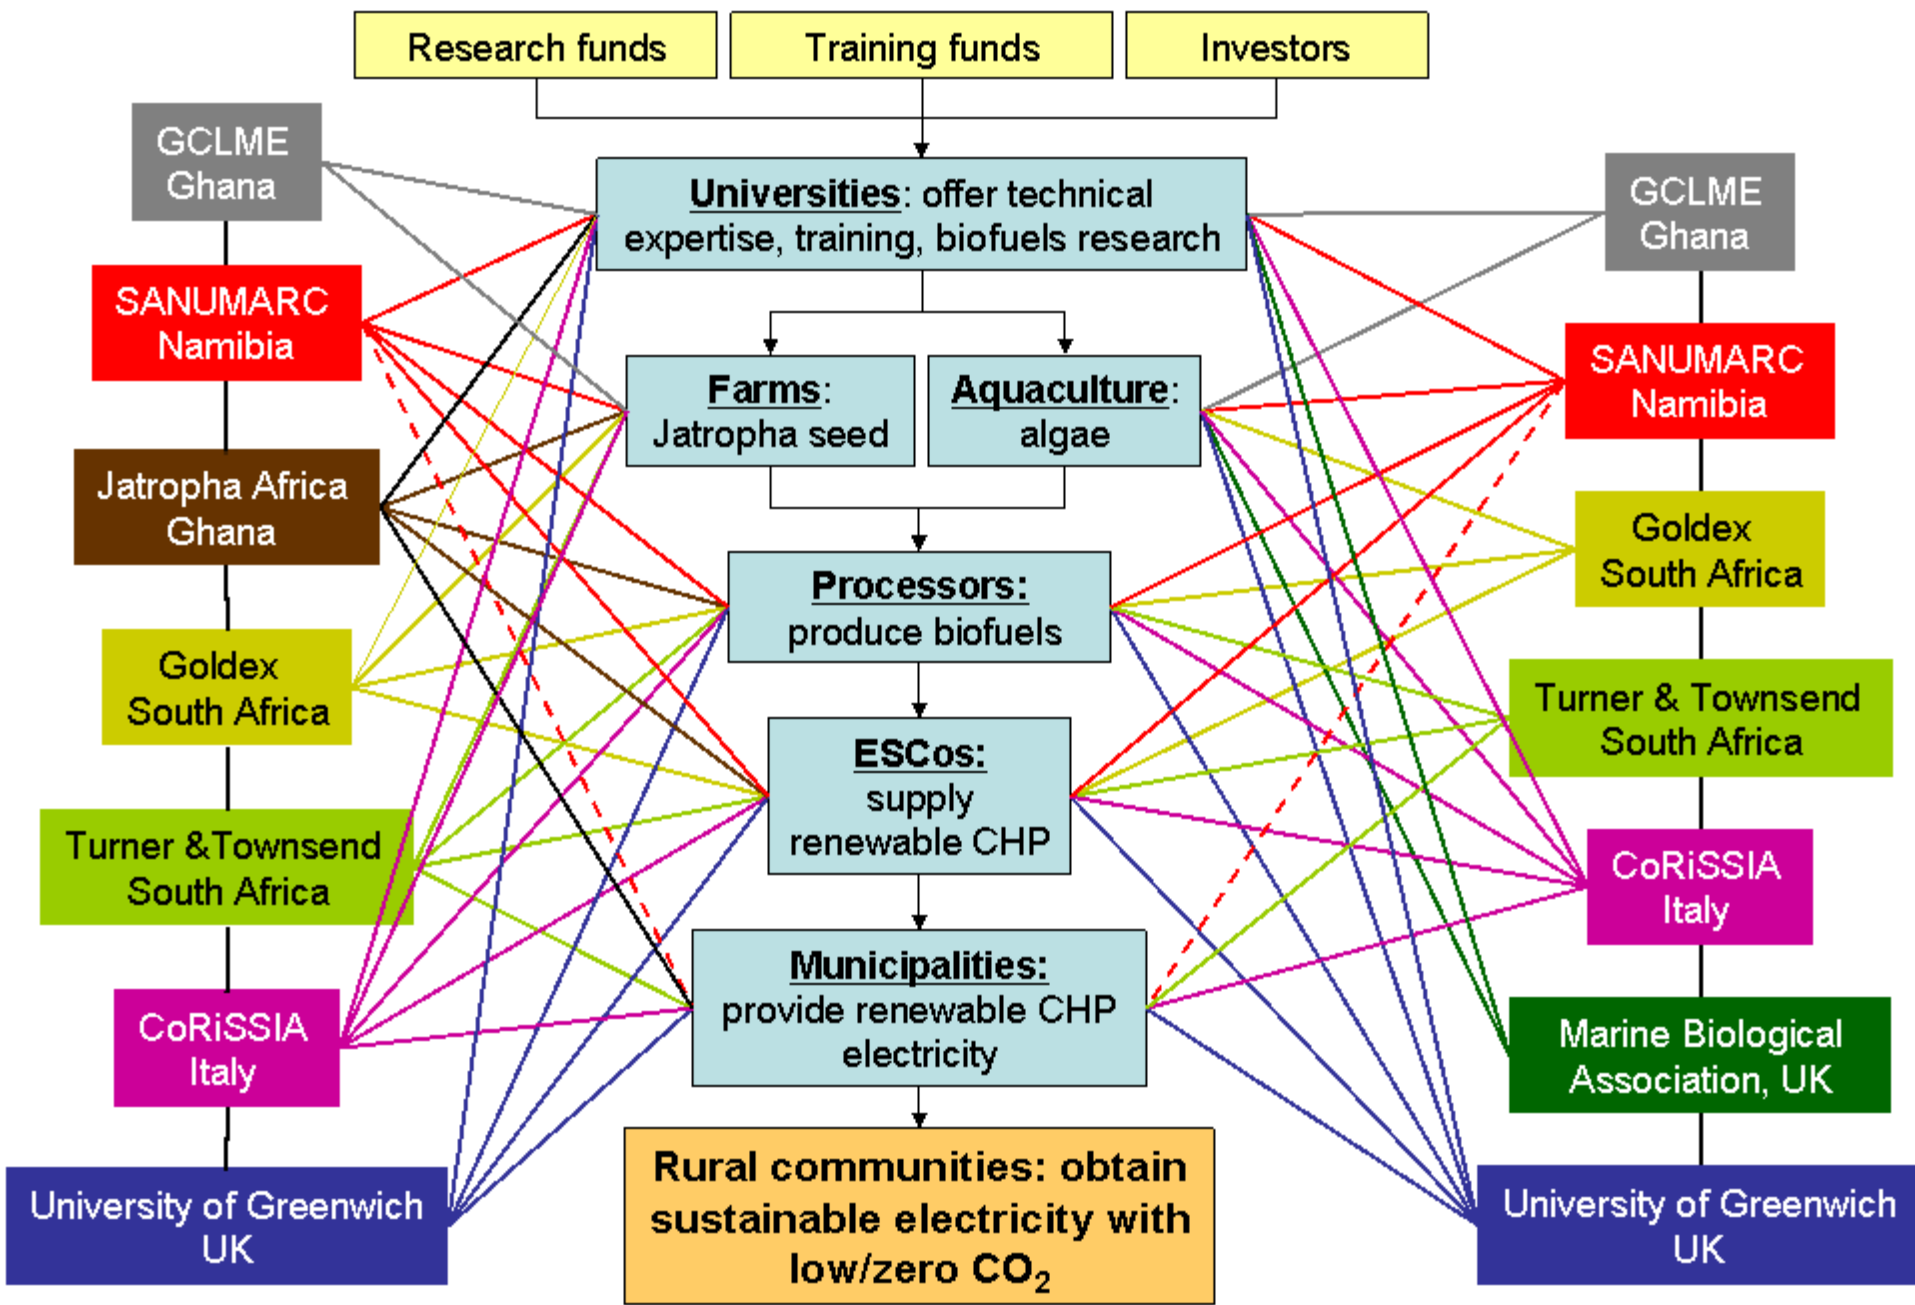 Research funds
Training funds
Investors
GCLME
Ghana
SANUMARC
Namibia
Jatropha Africa
Ghana
Goldex
South Africa
Turner &Townsend
South Africa
CoRiSSIA
Italy
University of Greenwich
UK
Universities: offer technical
expertise, training, biofuels research
Farms:
Jatropha seed
Aquaculture:
algae
Processors:
produce biofuels
ESCos:
supply
renewable CHP
Municipalities:
provide renewable CHP
electricity
Rural communities: obtain
sustainable electricity with
low/zero CO₂
GCLME
Ghana
SANUMARC
Namibia
Goldex
South Africa
Turner & Townsend
South Africa
CoRiSSIA
Italy
Marine Biological
Association, UK
University of Greenwich
UK